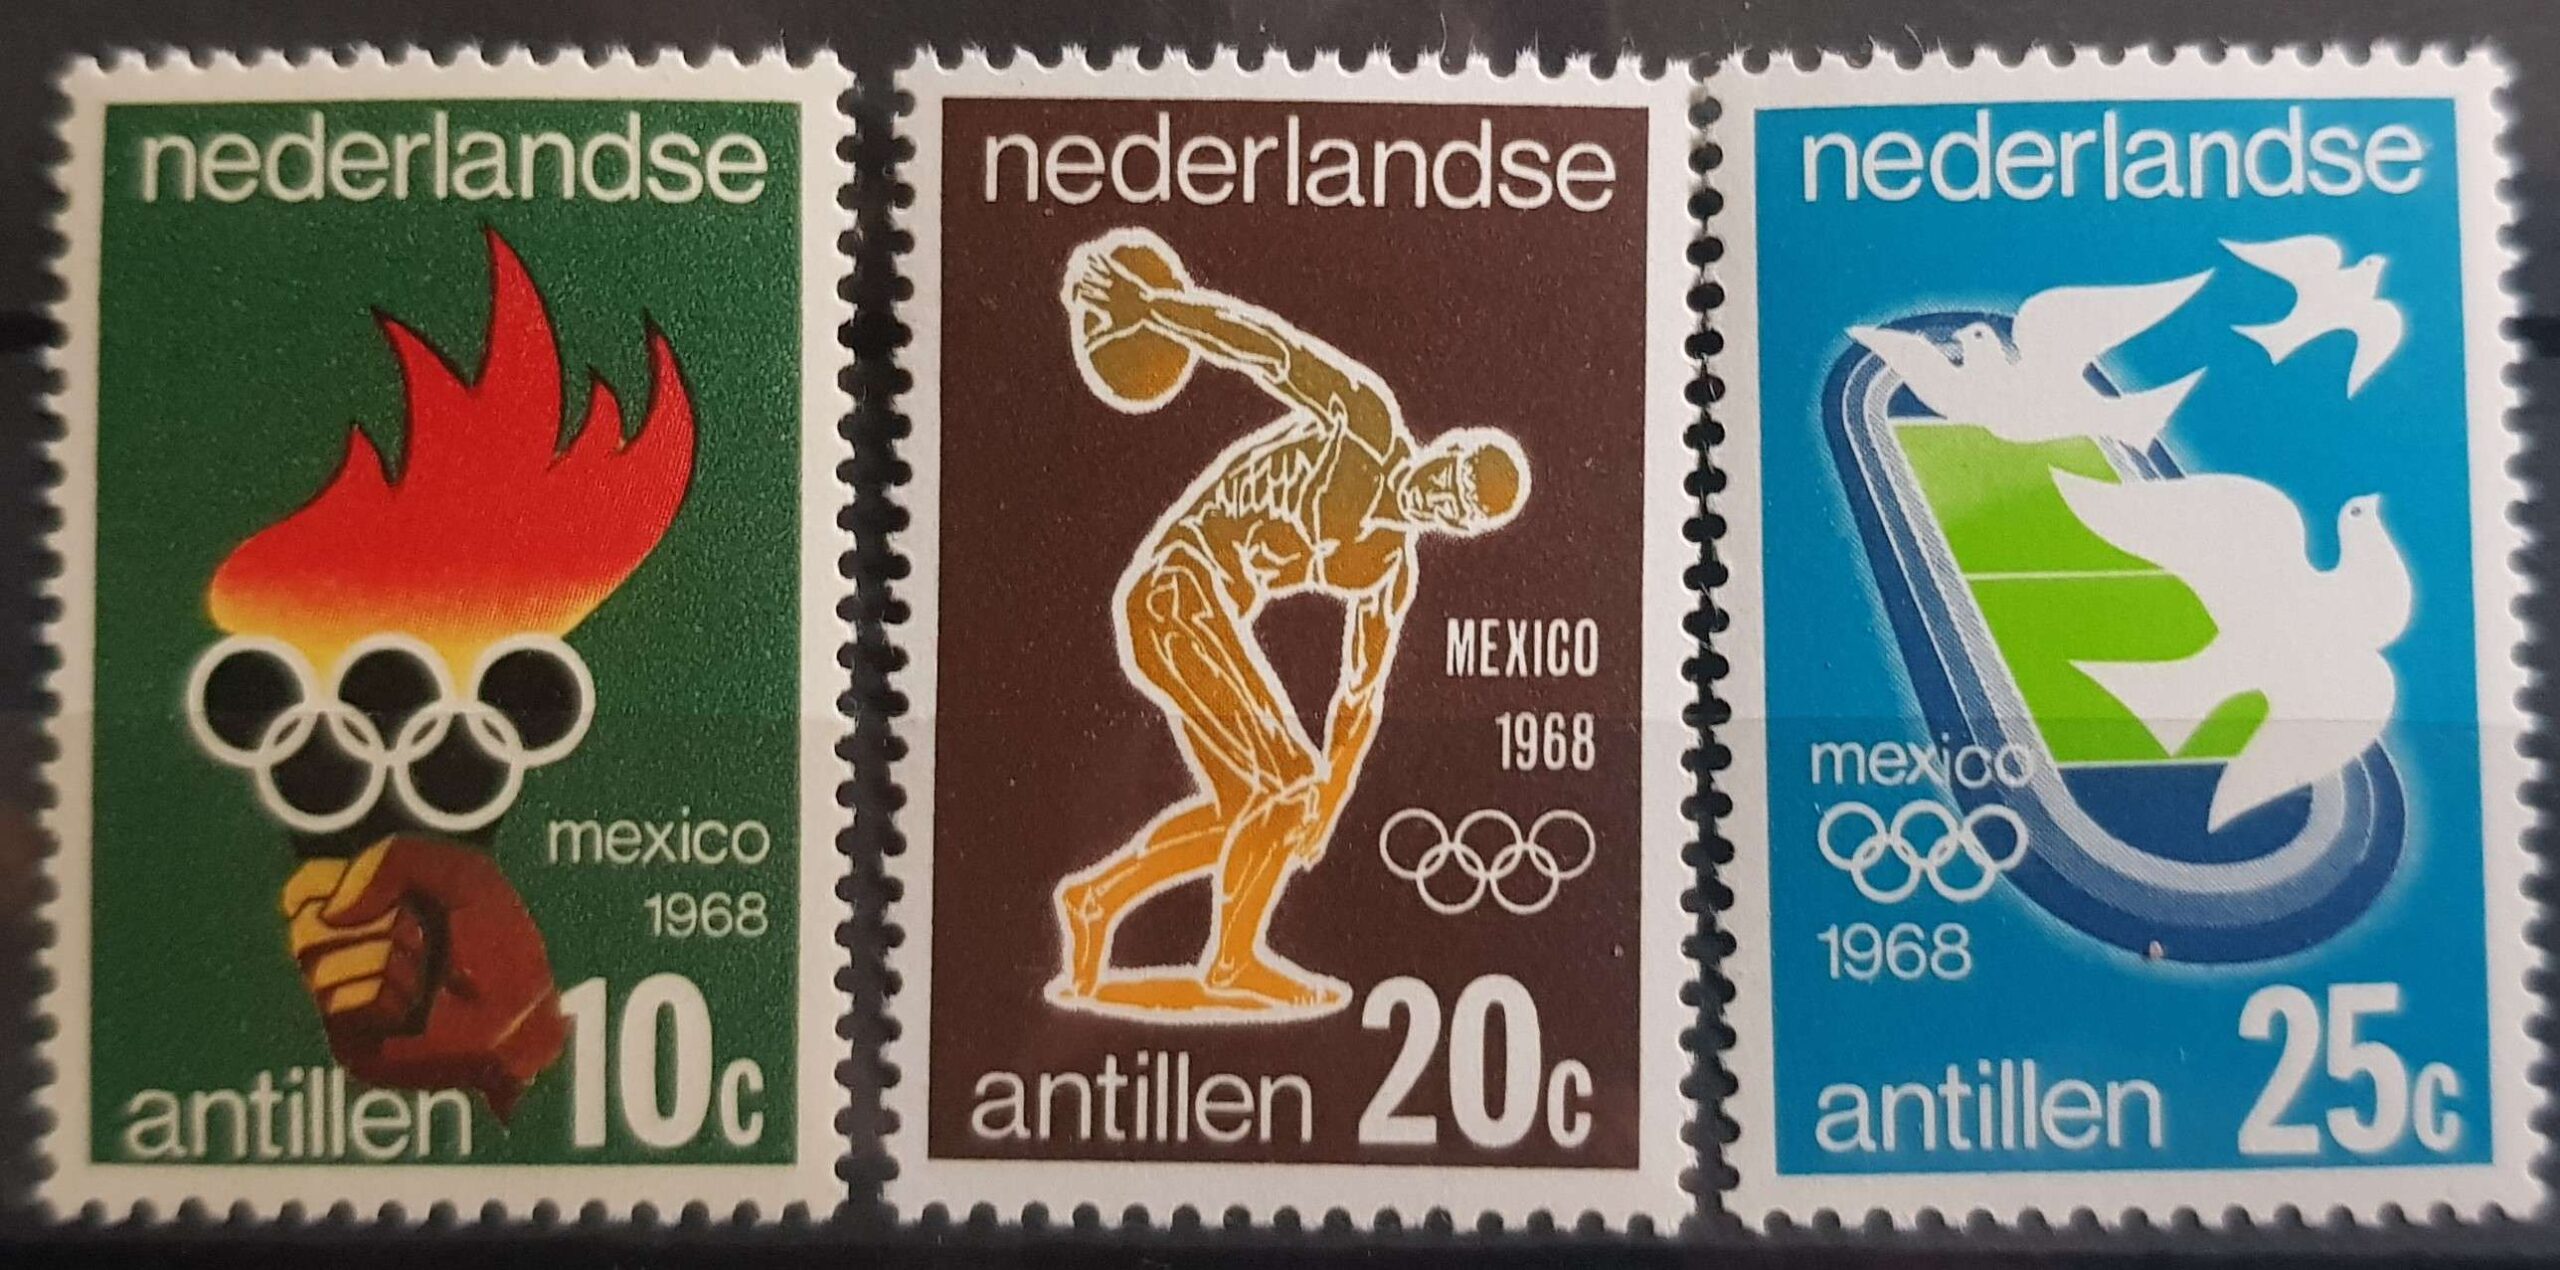 nederlandse
mexico
1968
antillen 10c
nederlandse
MEXICO
1968
antillen 20c
nederlandse
mexico
1968
antillen 25c